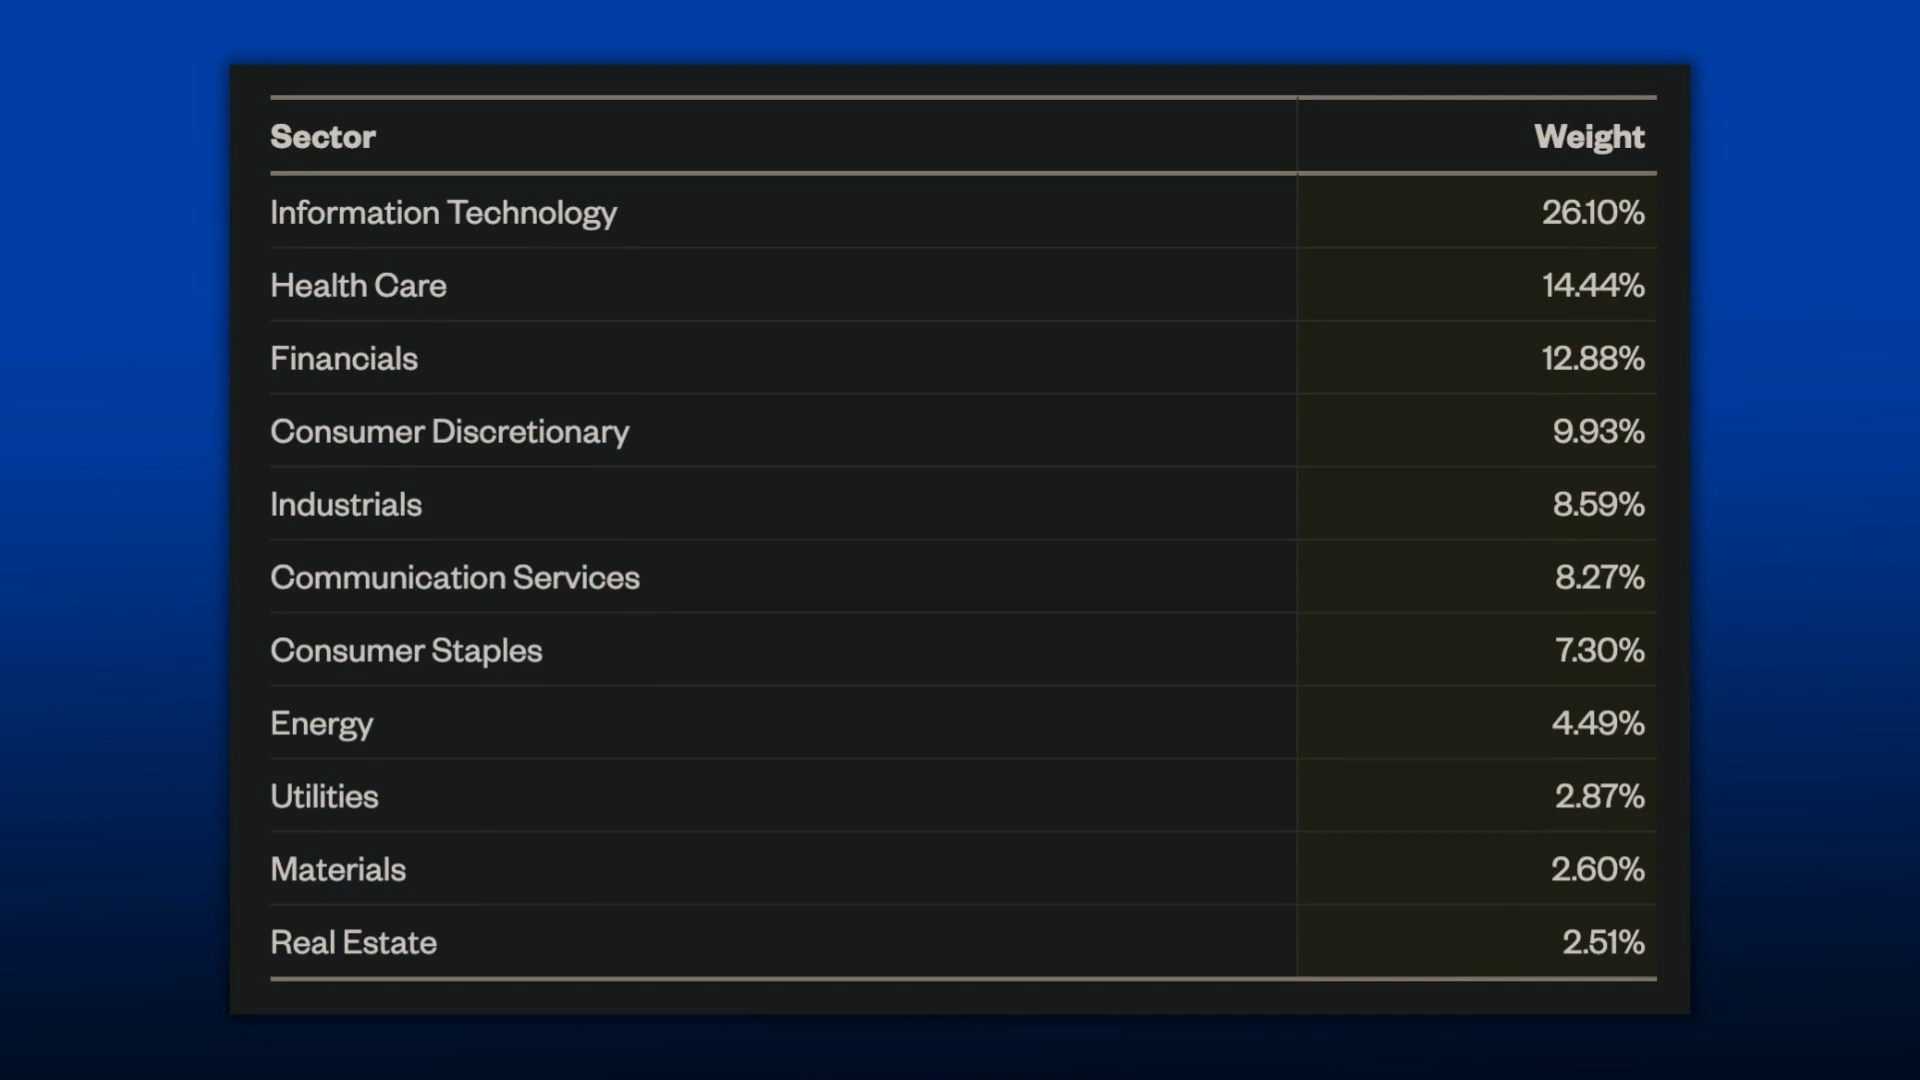 Sector Weight
Information Technology 26.10%
Health Care 14.44%
Financials 12.88%
Consumer Discretionary 9.93%
Industrials 8.59%
Communication Services 8.27%
Consumer Staples 7.30%
Energy 4.49%
Utilities 2.87%
Materials 2.60%
Real Estate 2.51%